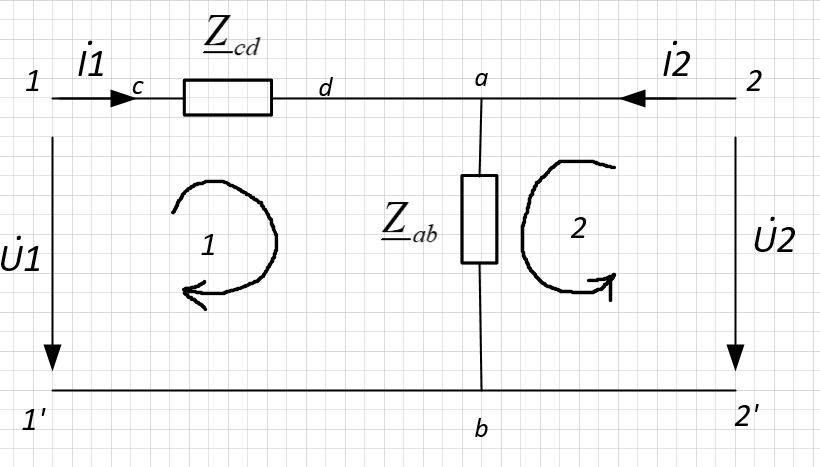 Z_cd
1 İ1 c d a İ2 2
Z_ab
1 2
U̇1 U̇2
1' b 2'